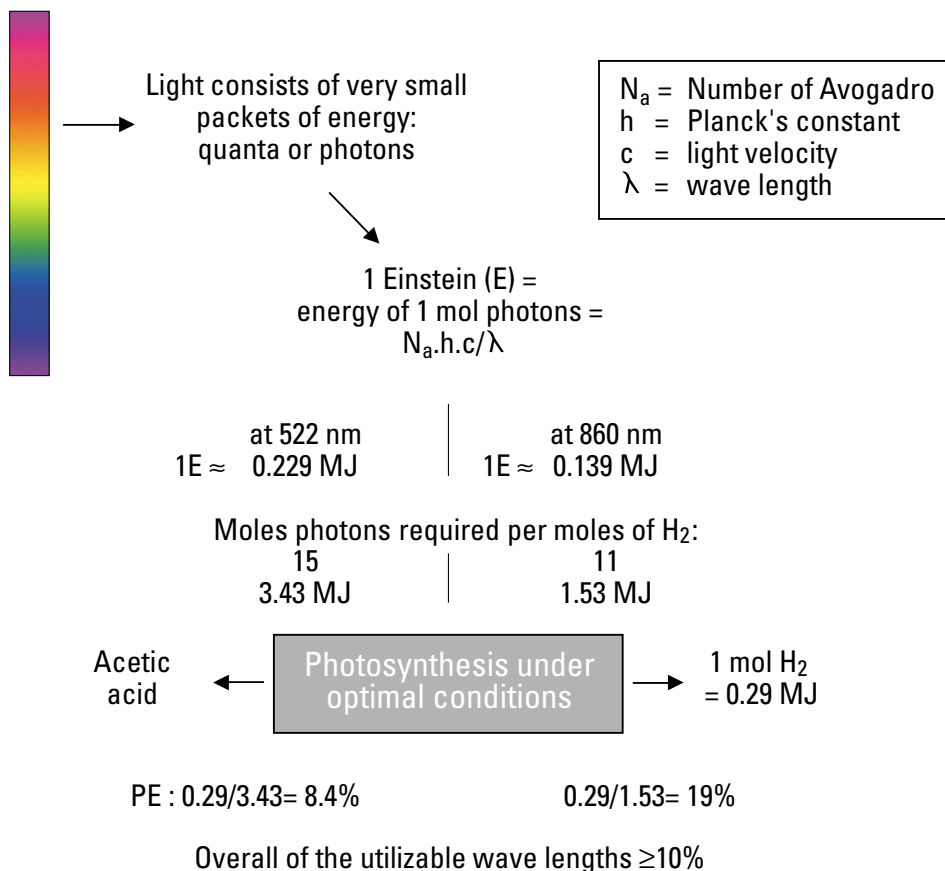 Light consists of very small
packets of energy:
quanta or photons
Nₐ = Number of Avogadro
h = Planck's constant
c = light velocity
λ = wave length
1 Einstein (E) =
energy of 1 mol photons =
Nₐ.h.c/λ
at 522 nm
1E ≈ 0.229 MJ
at 860 nm
1E ≈ 0.139 MJ
Moles photons required per moles of H₂:
15
3.43 MJ
11
1.53 MJ
Acetic
acid
Photosynthesis under
optimal conditions
1 mol H₂
= 0.29 MJ
PE : 0.29/3.43= 8.4%
0.29/1.53= 19%
Overall of the utilizable wave lengths ≥10%